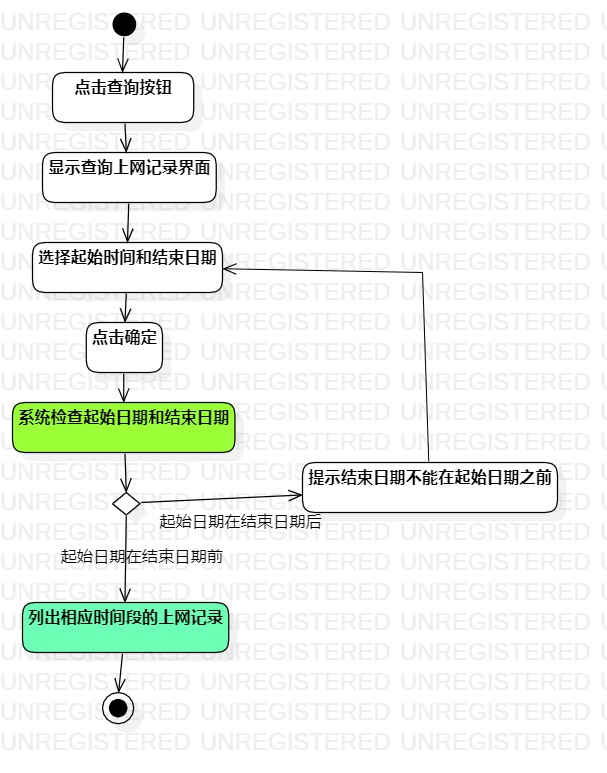 UNREGISTERED UNREGISTERED UNREGISTERED
点击查询按钮
显示查询上网记录界面
选择起始时间和结束日期
点击确定
系统检查起始日期和结束日期
提示结束日期不能在起始日期之前
起始日期在结束日期后
起始日期在结束日期前
列出相应时间段的上网记录